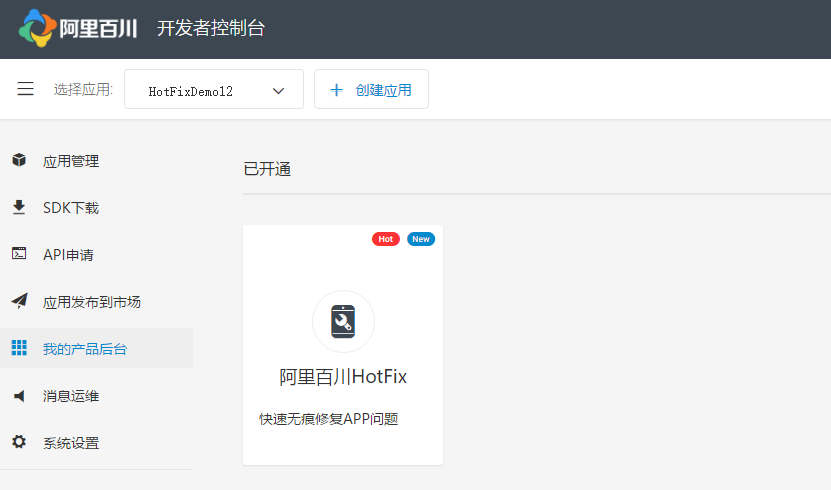 阿里百川 开发者控制台
选择应用: HotFixDemo12 创建应用
应用管理
SDK下载
API申请
应用发布到市场
我的产品后台
消息运维
系统设置
已开通
Hot New
阿里百川HotFix
快速无痕修复APP问题